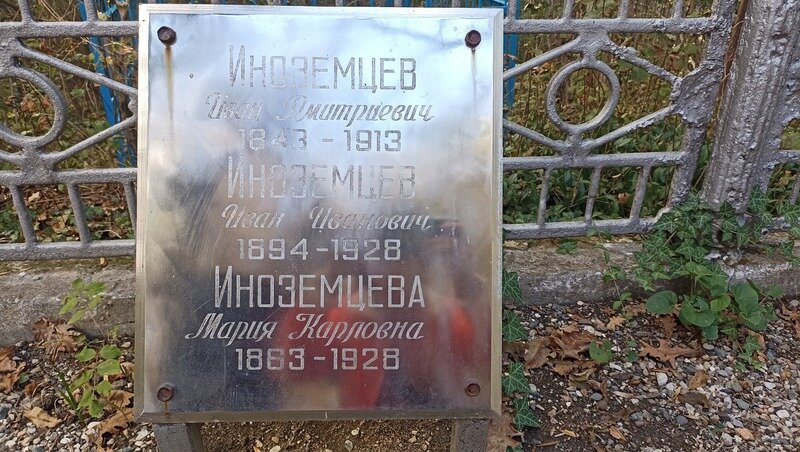 Иноземцев
Иван Дмитриевич
1843-1913
Иноземцев
Иван Иванович
1894-1928
Иноземцева
Мария Карловна
1863-1928